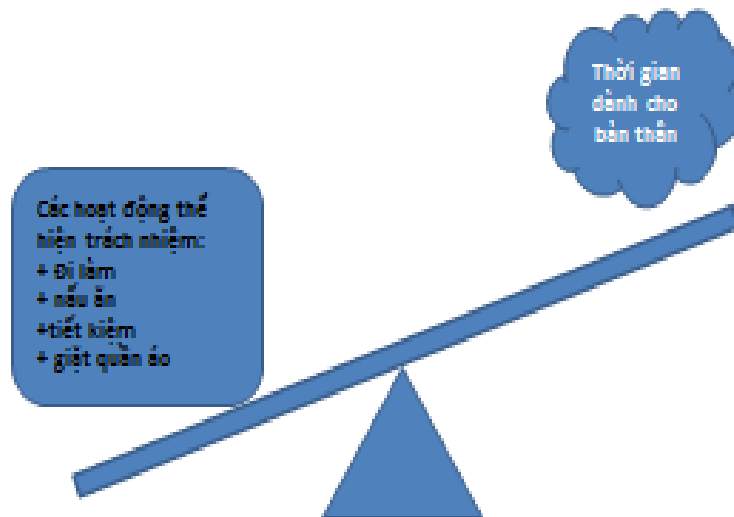 Các hoạt động thể
hiện trách nhiệm:
+ Đi làm
+ nấu ăn
+tiết kiệm
+ giặt quần áo
Thời gian
dành cho
bản thân